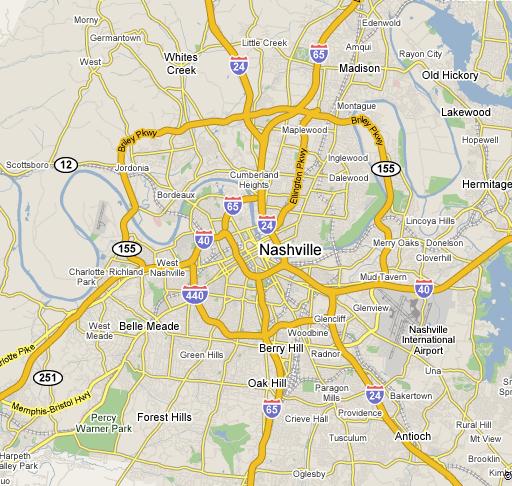 Morny
Germantown
West
Whites
Creek
24
Little Creek
65
Edenwold
Amqui
Rayon City
Madison
Old Hickory
Montague
Lakewood
Briley Pkwy
Maplewood
Briley Pkwy
Hopewell
Scottsboro
12
Jordonia
Ellington Pkwy
Inglewood
155
Cumberland
Heights
Dalewood
Hermitage
Bordeaux
65
24
Lincoya Hills
155
40
Nashville
Merry Oaks
Donelson
Cloverhill
Charlotte
Richland
West
Nashville
Mud Tavern
440
40
Glenview
West
Meade
Belle Meade
Glencliff
Woodbine
Nashville
International
Airport
Charlotte Pike
Green Hills
Berry Hill
Radnor
251
Una
Oak Hill
Paragon
Mills
24
Bakertown
Memphis-Bristol Hwy
Percy
Warner Park
Forest Hills
65
Crieve Hall
Providence
Rural Hill
Tusculum
Antioch
Mt View
Harpeth
Brooklin
Oglesby